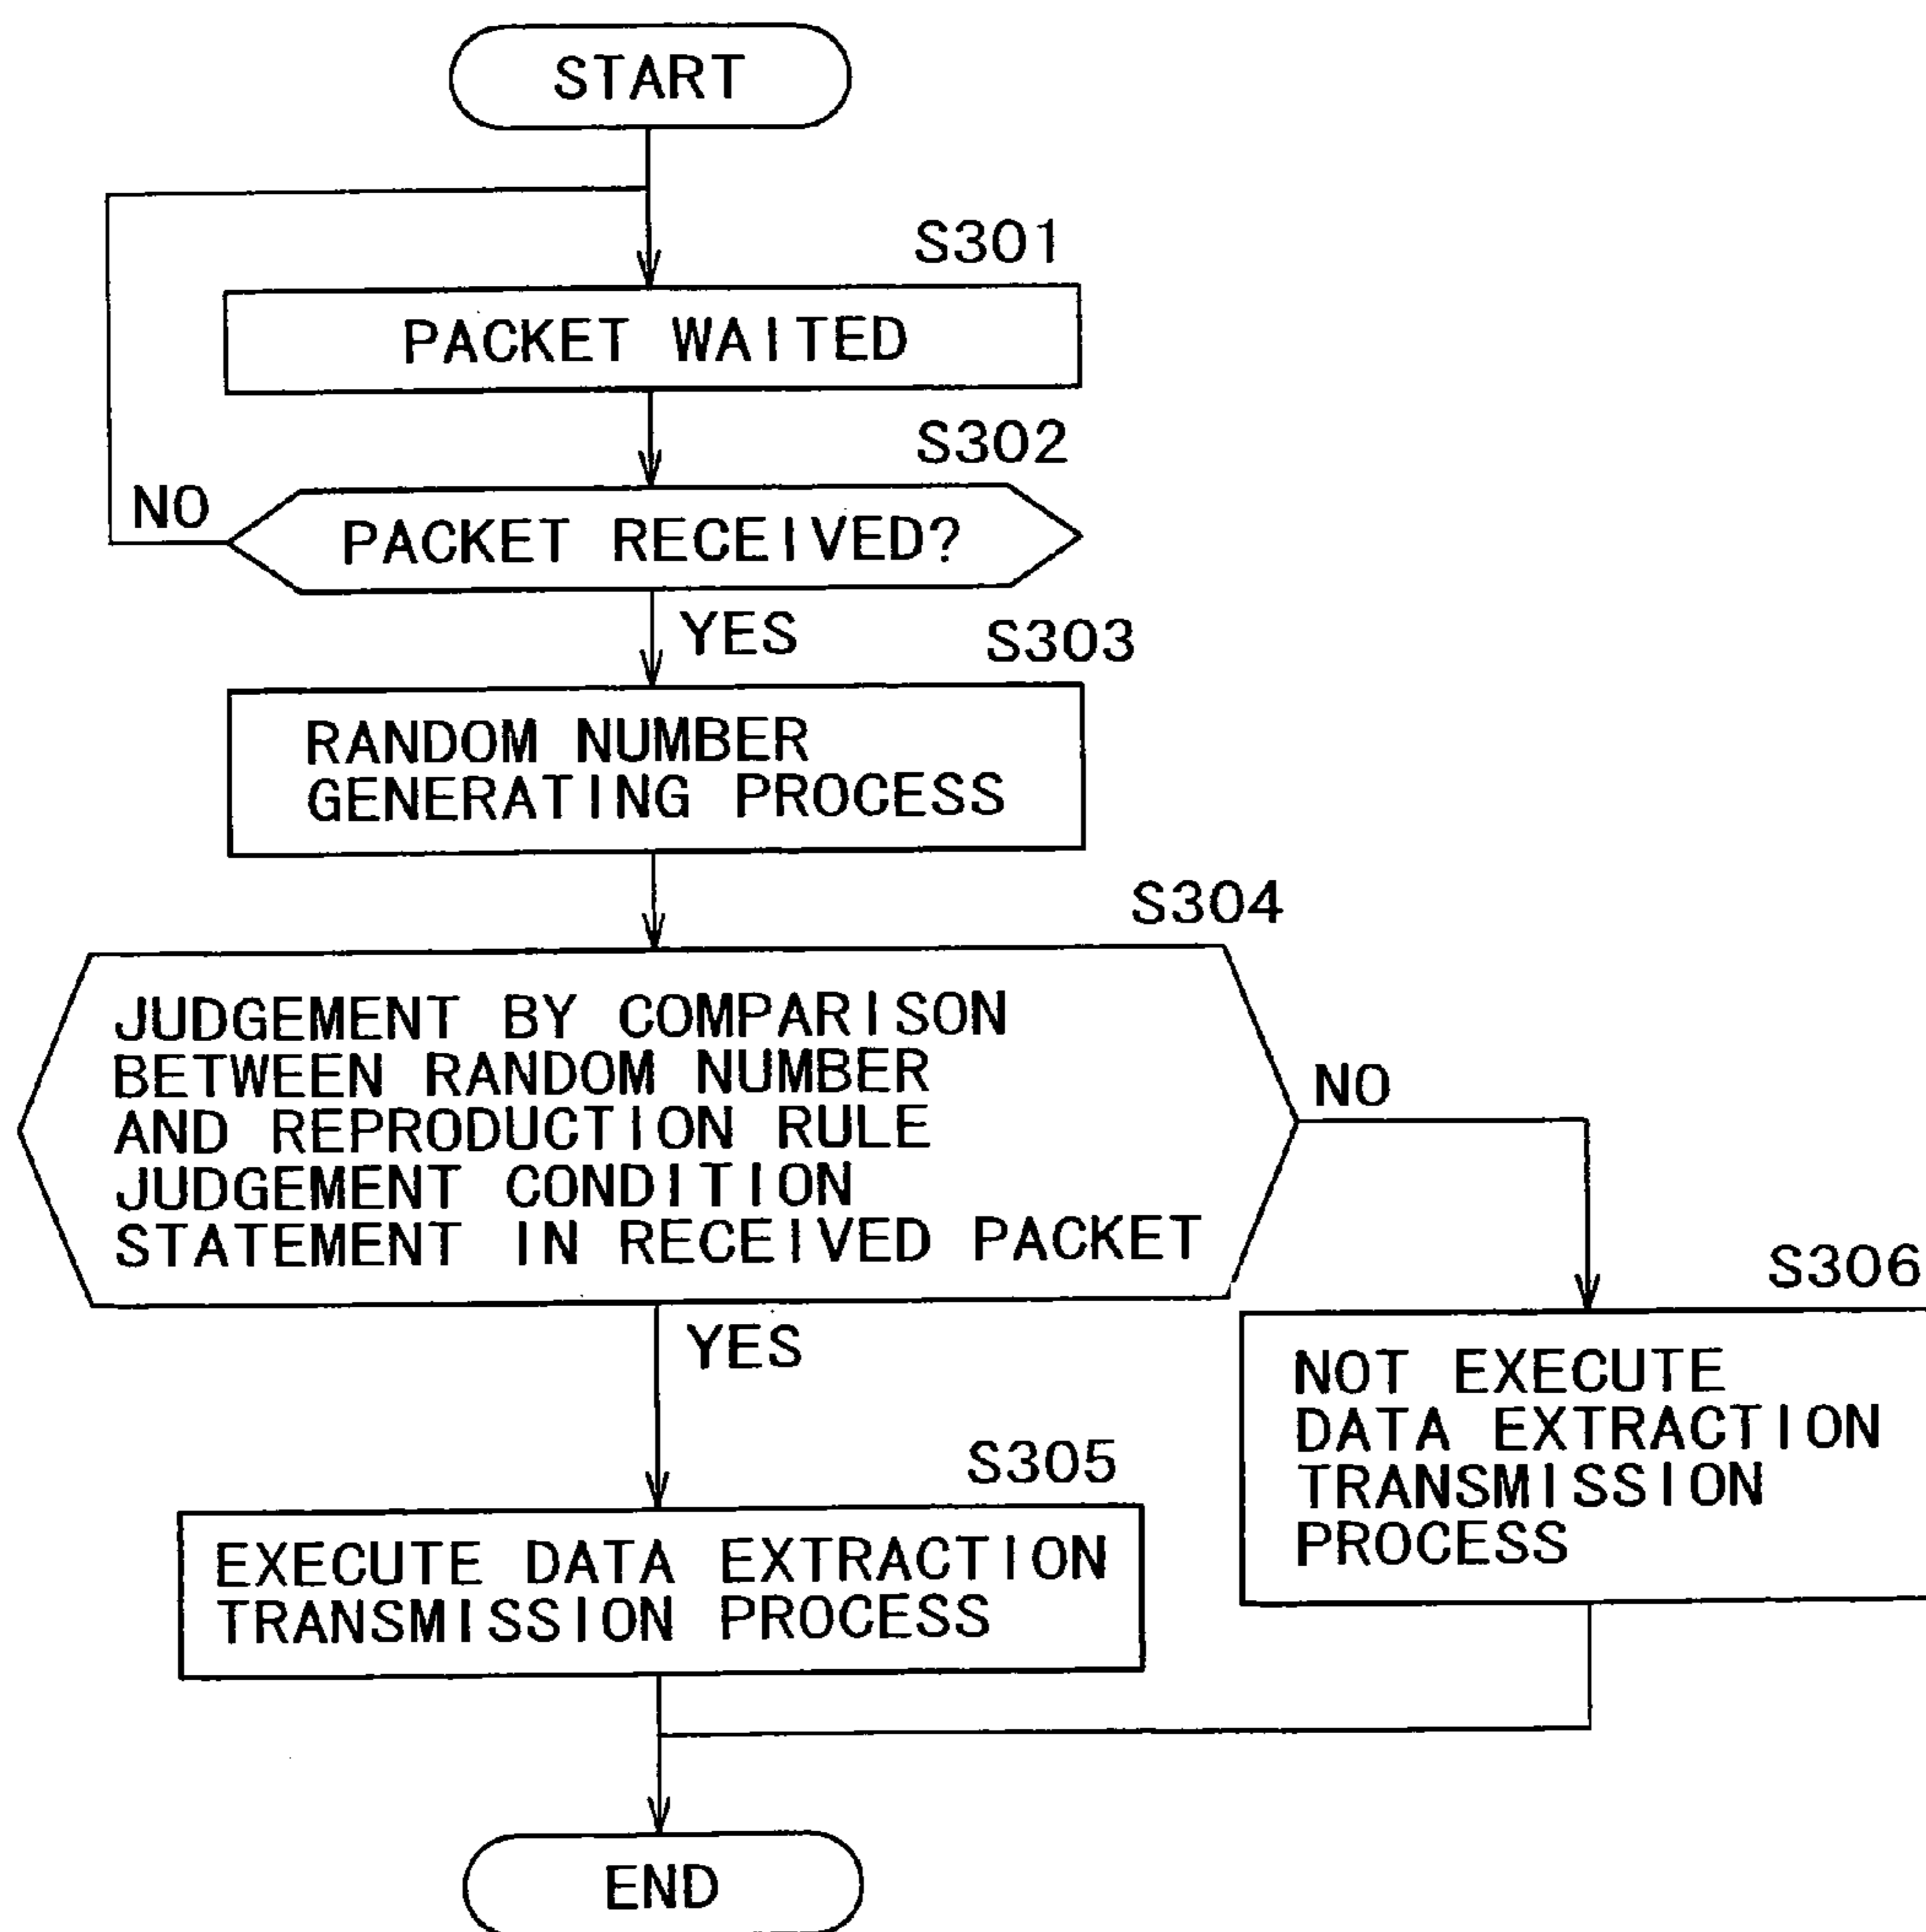 START
S301
PACKET WAITED
S302
NO
PACKET RECEIVED?
YES
S303
RANDOM NUMBER
GENERATING PROCESS
S304
JUDGEMENT BY COMPARISON
BETWEEN RANDOM NUMBER
AND REPRODUCTION RULE
JUDGEMENT CONDITION
STATEMENT IN RECEIVED PACKET
NO
YES
S306
NOT EXECUTE
DATA EXTRACTION
TRANSMISSION
PROCESS
S305
EXECUTE DATA EXTRACTION
TRANSMISSION PROCESS
END